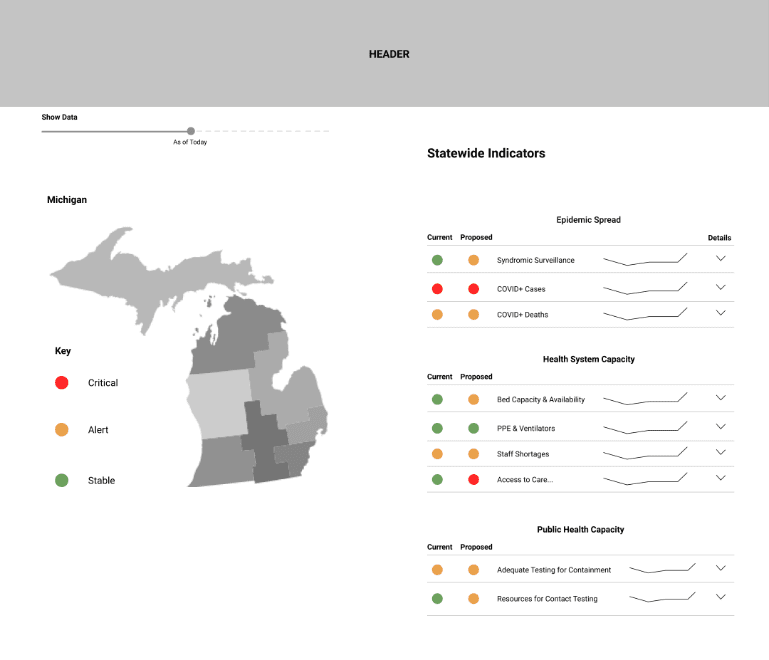 HEADER
Show Data
As of Today
Michigan
Key
Critical
Alert
Stable
Statewide Indicators
Epidemic Spread
Current Proposed Details
Syndromic Surveillance
COVID+ Cases
COVID+ Deaths
Health System Capacity
Current Proposed
Bed Capacity & Availability
PPE & Ventilators
Staff Shortages
Access to Care...
Public Health Capacity
Current Proposed
Adequate Testing for Containment
Resources for Contact Testing